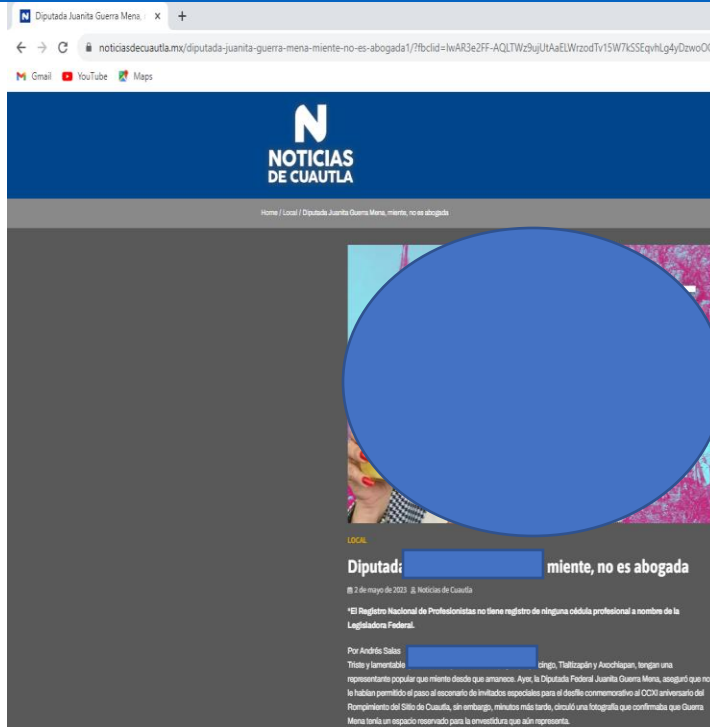 Diputada Juanita Guerra Mena,
noticiasdecuautla.mx/diputada-juanita-guerra-mena-miente-no-es-abogada1/?fbclid=
Gmail YouTube Maps
N
NOTICIAS
DE CUAUTLA
Home / Local / Diputada Juanita Guerra Mena, miente, no es abogada
LOCAL
Diputada miente, no es abogada
2 de mayo de 2023 Noticias de Cuautla
*El Registro Nacional de Profesionistas no tiene registro de ninguna cédula profesional a nombre de la
Legisladora Federal.
Por Andrés Salas
Triste y lamentable cingo, Tlaltizapán y Axochiapan, tengan una
representante popular que miente desde que amanece. Ayer, la Diputada Federal Juanita Guerra Mena, aseguró que no
le habían permitido el paso al escenario de invitados especiales para el desfile conmemorativo al CCXI aniversario del
Rompimiento del Sitio de Cuautla, sin embargo, minutos más tarde, circuló una fotografía que confirmaba que Guerra
Mena tenía un espacio reservado para la envestidura que aún representa.